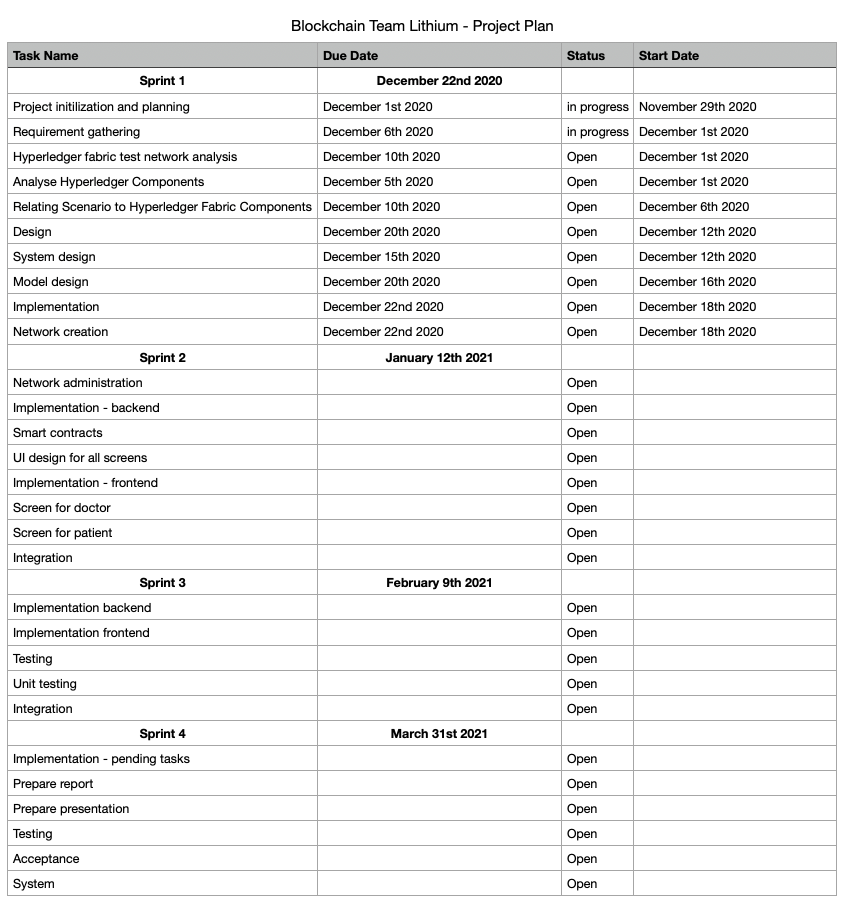 Blockchain Team Lithium - Project Plan
Task Name Due Date Status Start Date
Sprint 1 December 22nd 2020
Project initilization and planning December 1st 2020 in progress November 29th 2020
Requirement gathering December 6th 2020 in progress December 1st 2020
Hyperledger fabric test network analysis December 10th 2020 Open December 1st 2020
Analyse Hyperledger Components December 5th 2020 Open December 1st 2020
Relating Scenario to Hyperledger Fabric Components December 10th 2020 Open December 6th 2020
Design December 20th 2020 Open December 12th 2020
System design December 15th 2020 Open December 12th 2020
Model design December 20th 2020 Open December 16th 2020
Implementation December 22nd 2020 Open December 18th 2020
Network creation December 22nd 2020 Open December 18th 2020
Sprint 2 January 12th 2021
Network administration Open
Implementation - backend Open
Smart contracts Open
UI design for all screens Open
Implementation - frontend Open
Screen for doctor Open
Screen for patient Open
Integration Open
Sprint 3 February 9th 2021
Implementation backend Open
Implementation frontend Open
Testing Open
Unit testing Open
Integration Open
Sprint 4 March 31st 2021
Implementation - pending tasks Open
Prepare report Open
Prepare presentation Open
Testing Open
Acceptance Open
System Open